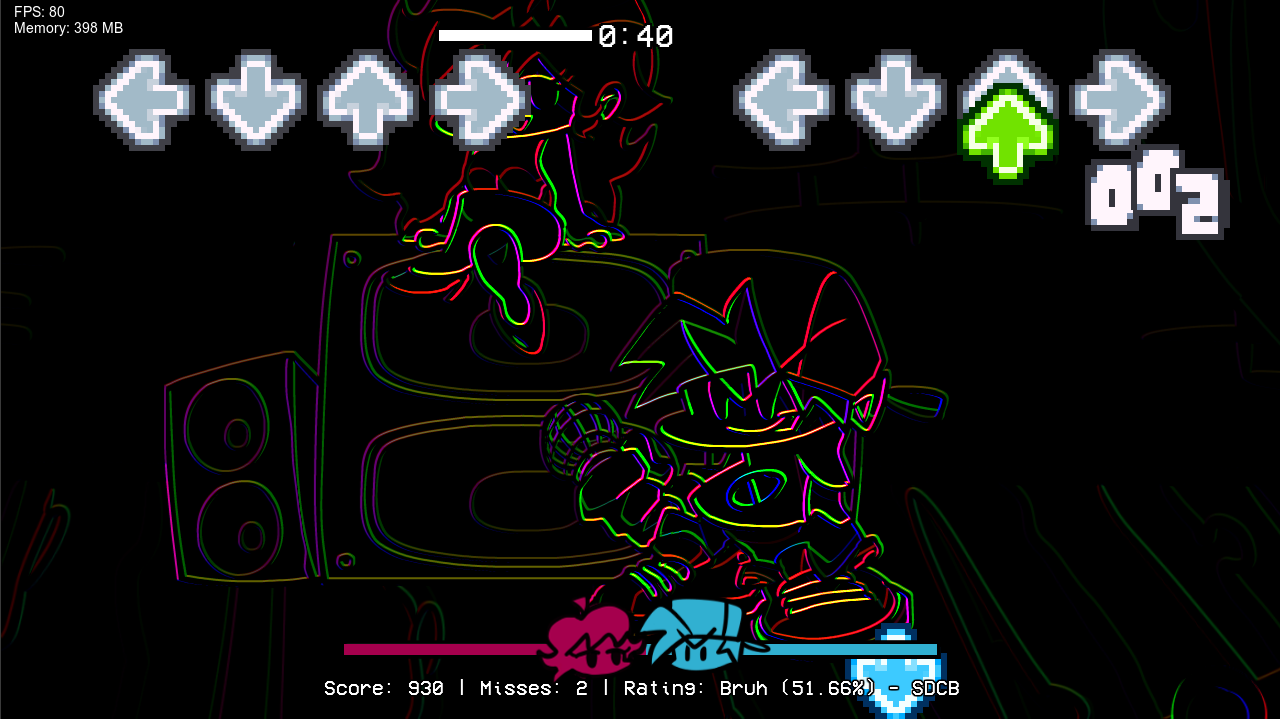 FPS: 80
Memory: 398 MB
0:40
002
Score: 930 | Misses: 2 | Rating: Bruh (51.66%) - SDCB